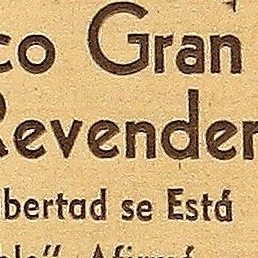 co Gran
Revender
bertad se Está